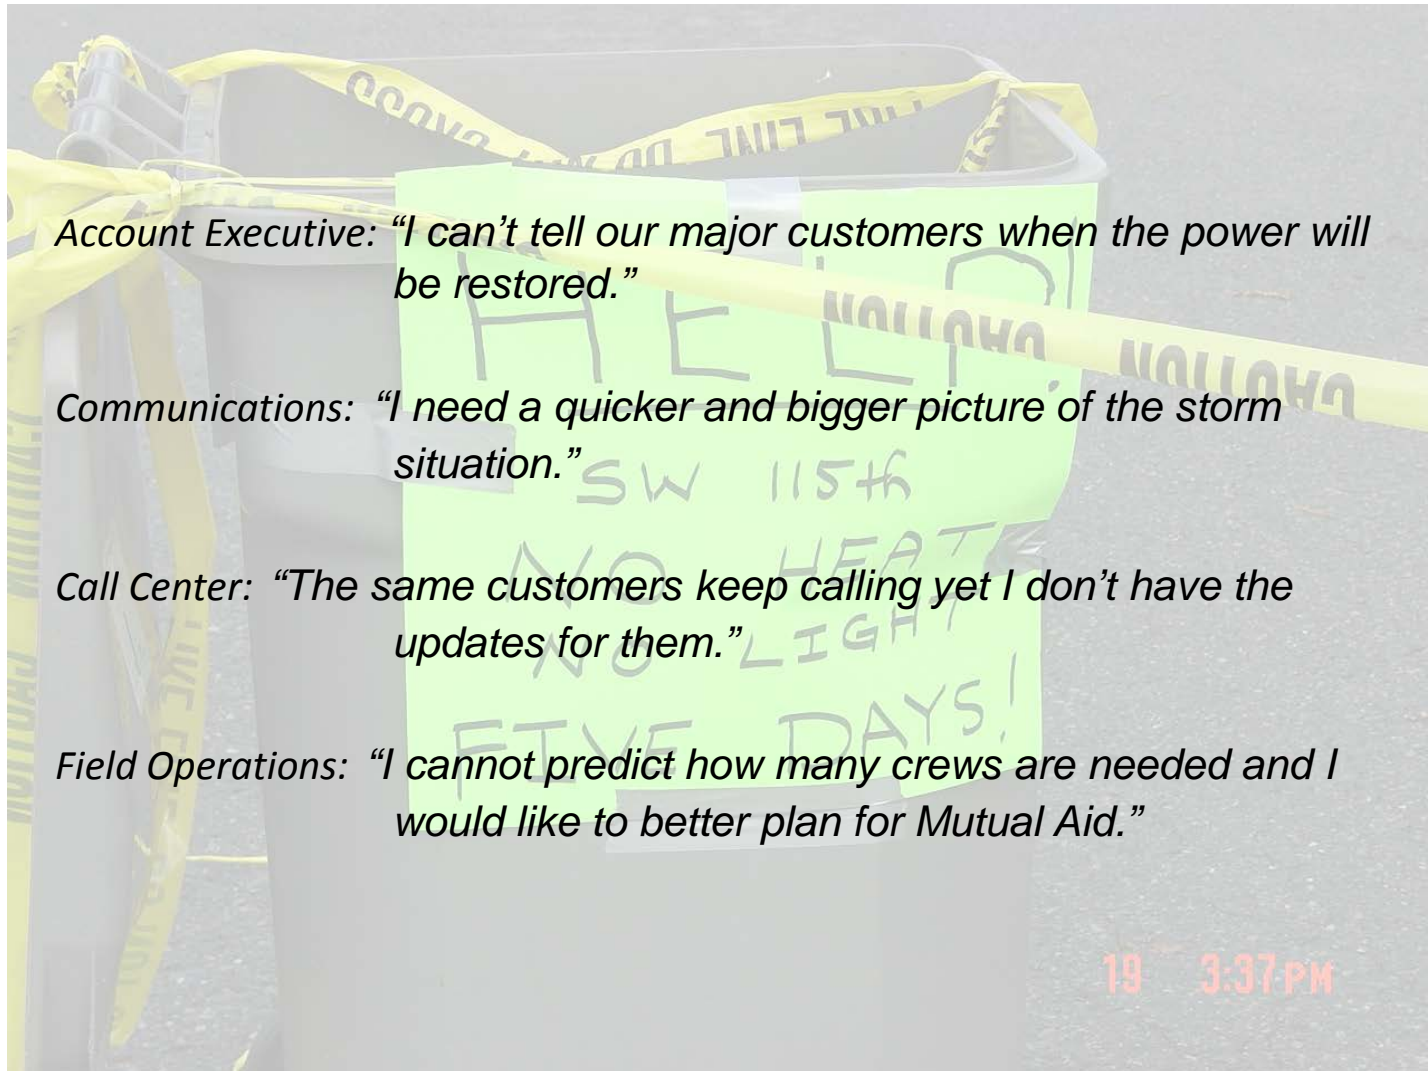 Account Executive: “I can’t tell our major customers when the power will
be restored.”
Communications: “I need a quicker and bigger picture of the storm
situation.”
Call Center: “The same customers keep calling yet I don’t have the
updates for them.”
Field Operations: “I cannot predict how many crews are needed and I
would like to better plan for Mutual Aid.”
HELP!
SW 115th
NO HEAT
NO LIGHT
FIVE DAYS!
CAUTION CAUTION
19 3:37 PM